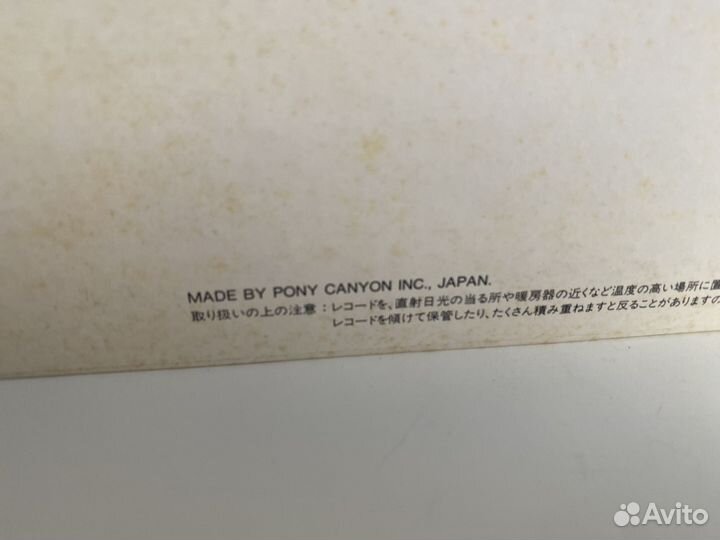 MADE BY PONY CANYON INC., JAPAN.
取り扱いの上の注意：レコードを、直射日光の当る所や暖房器の近くなど温度の高い場所に置
レコードを傾けて保管したり、たくさん積み重ねますと反ることがありますの
Avito